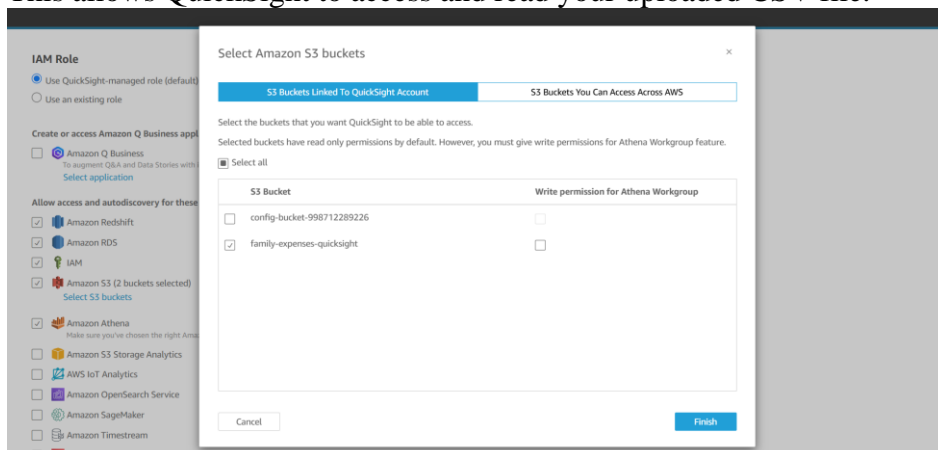 This allows QuickSight to access and read your uploaded CSV file.
IAM Role
Use QuickSight-managed role (default)
Use an existing role
Create or access Amazon Q Business appl
Amazon Q Business
To augment Q&A and Data Stories with
Select application
Allow access and autodiscovery for these
Amazon Redshift
Amazon RDS
IAM
Amazon S3 (2 buckets selected)
Select S3 buckets
Amazon Athena
Make sure you've chosen the right Ama
Amazon S3 Storage Analytics
AWS IoT Analytics
Amazon OpenSearch Service
Amazon SageMaker
Amazon Timestream
Select Amazon S3 buckets ×
S3 Buckets Linked To QuickSight Account S3 Buckets You Can Access Across AWS
Select the buckets that you want QuickSight to be able to access.
Selected buckets have read only permissions by default. However, you must give write permissions for Athena Workgroup feature.
Select all
S3 Bucket Write permission for Athena Workgroup
config-bucket-998712289226
family-expenses-quicksight
Cancel Finish